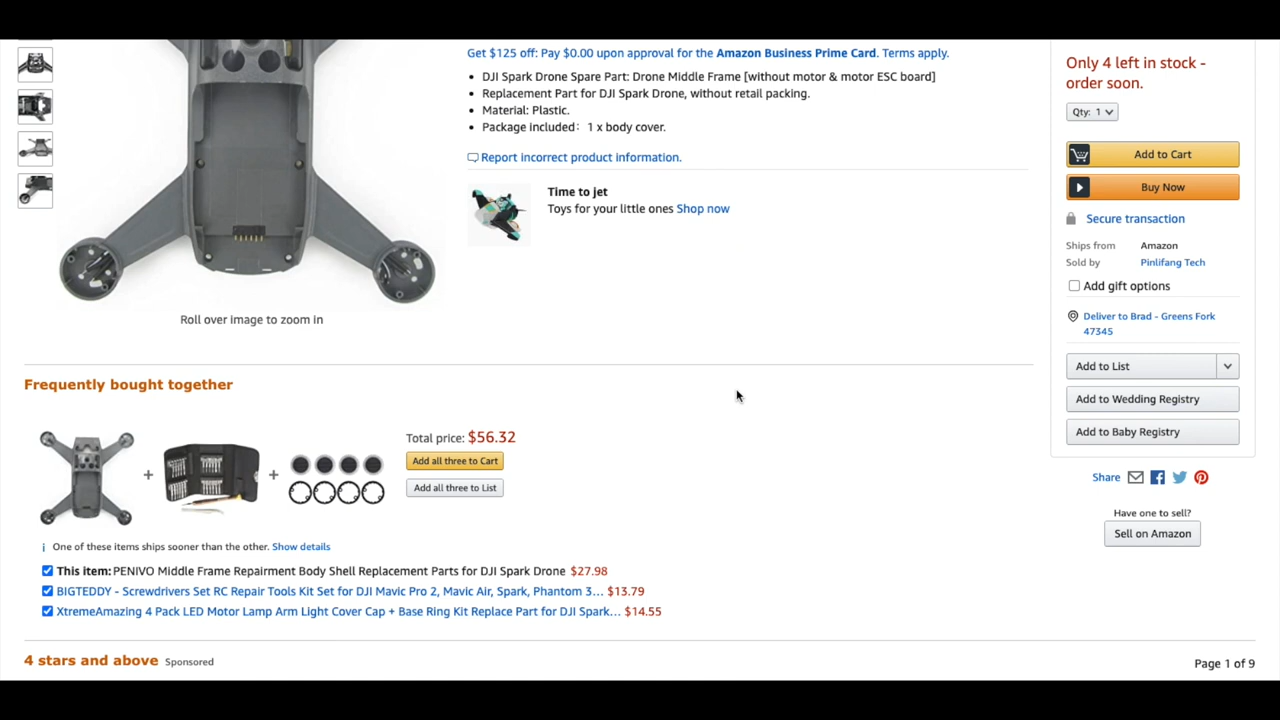 Get $125 off: Pay $0.00 upon approval for the Amazon Business Prime Card. Terms apply.
• DJI Spark Drone Spare Part: Drone Middle Frame [without motor & motor ESC board]
• Replacement Part for DJI Spark Drone, without retail packing.
• Material: Plastic.
• Package included： 1 x body cover.
Report incorrect product information.
Time to jet
Toys for your little ones Shop now
Roll over image to zoom in
Only 4 left in stock -
order soon.
Qty: 1
Add to Cart
Buy Now
Secure transaction
Ships from Amazon
Sold by Pinlifang Tech
Add gift options
Deliver to Brad - Greens Fork
47345
Add to List
Add to Wedding Registry
Add to Baby Registry
Share
Have one to sell?
Sell on Amazon
Frequently bought together
+
+
Total price: $56.32
Add all three to Cart
Add all three to List
i One of these items ships sooner than the other. Show details
This item: PENIVO Middle Frame Repairment Body Shell Replacement Parts for DJI Spark Drone $27.98
BIGTEDDY - Screwdrivers Set RC Repair Tools Kit Set for DJI Mavic Pro 2, Mavic Air, Spark, Phantom 3… $13.79
XtremeAmazing 4 Pack LED Motor Lamp Arm Light Cover Cap + Base Ring Kit Replace Part for DJI Spark… $14.55
4 stars and above Sponsored
Page 1 of 9